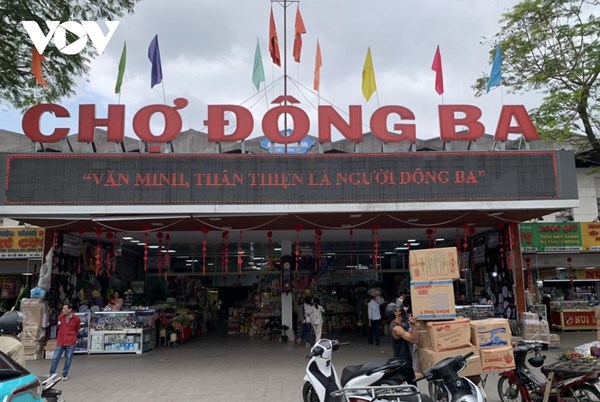 VOV
CHỢ ĐÔNG BA
"VĂN MINH, THÂN THIỆN LÀ NGƯỜI ĐÔNG BA"